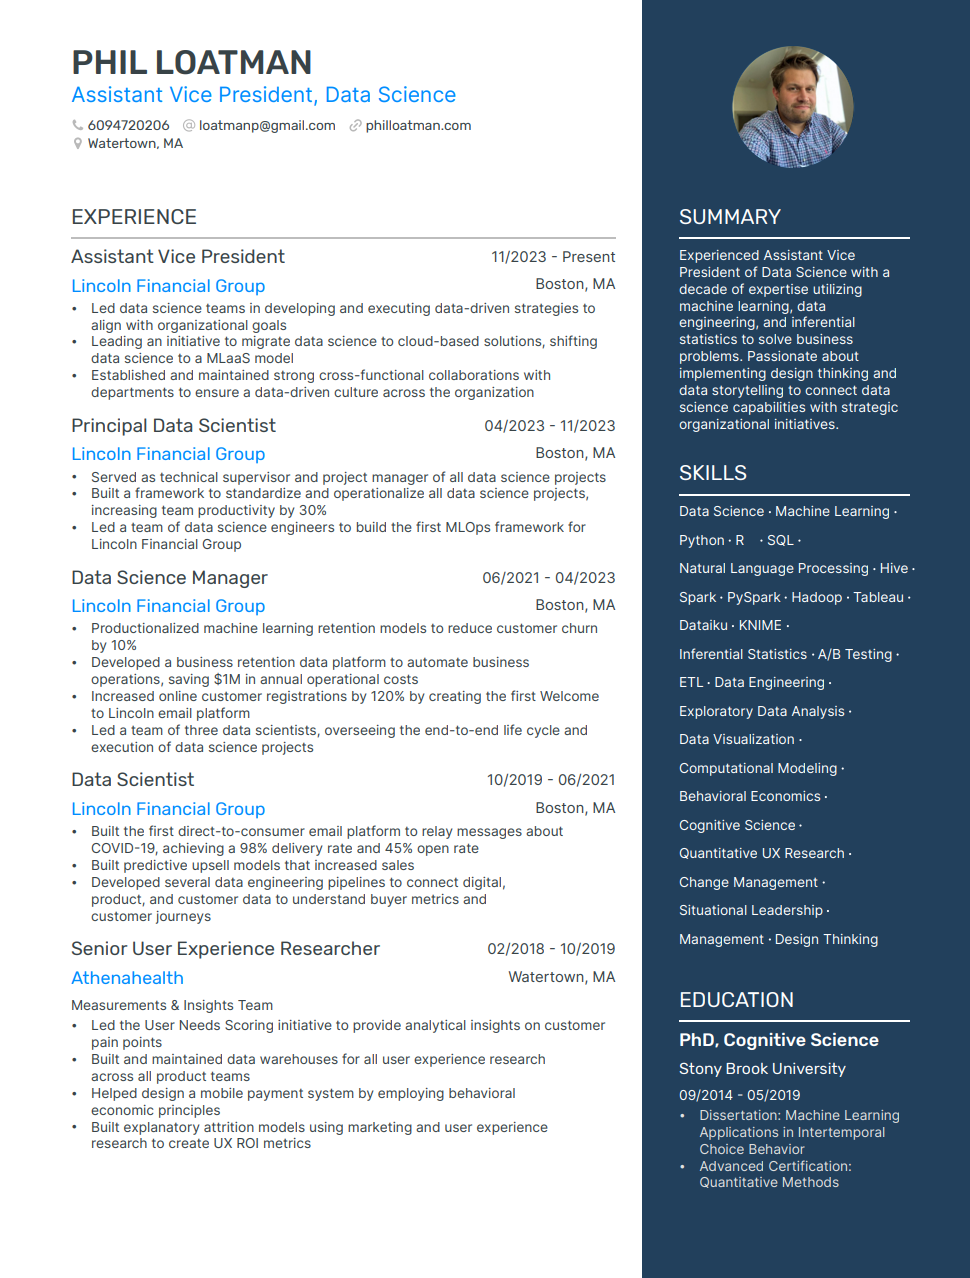 PHIL LOATMAN
Assistant Vice President, Data Science
6094720206 loatmanp@gmail.com philloatman.com
Watertown, MA
EXPERIENCE
Assistant Vice President 11/2023 - Present
Lincoln Financial Group Boston, MA
• Led data science teams in developing and executing data-driven strategies to
align with organizational goals
• Leading an initiative to migrate data science to cloud-based solutions, shifting
data science to a MLaaS model
• Established and maintained strong cross-functional collaborations with
departments to ensure a data-driven culture across the organization
Principal Data Scientist 04/2023 - 11/2023
Lincoln Financial Group Boston, MA
• Served as technical supervisor and project manager of all data science projects
• Built a framework to standardize and operationalize all data science projects,
increasing team productivity by 30%
• Led a team of data science engineers to build the first MLOps framework for
Lincoln Financial Group
Data Science Manager 06/2021 - 04/2023
Lincoln Financial Group Boston, MA
• Productionalized machine learning retention models to reduce customer churn
by 10%
• Developed a business retention data platform to automate business
operations, saving $1M in annual operational costs
• Increased online customer registrations by 120% by creating the first Welcome
to Lincoln email platform
• Led a team of three data scientists, overseeing the end-to-end life cycle and
execution of data science projects
Data Scientist 10/2019 - 06/2021
Lincoln Financial Group Boston, MA
• Built the first direct-to-consumer email platform to relay messages about
COVID-19, achieving a 98% delivery rate and 45% open rate
• Built predictive upsell models that increased sales
• Developed several data engineering pipelines to connect digital,
product, and customer data to understand buyer metrics and
customer journeys
Senior User Experience Researcher 02/2018 - 10/2019
Athenahealth Watertown, MA
Measurements & Insights Team
• Led the User Needs Scoring initiative to provide analytical insights on customer
pain points
• Built and maintained data warehouses for all user experience research
across all product teams
• Helped design a mobile payment system by employing behavioral
economic principles
• Built explanatory attrition models using marketing and user experience
research to create UX ROI metrics
SUMMARY
Experienced Assistant Vice
President of Data Science with a
decade of expertise utilizing
machine learning, data
engineering, and inferential
statistics to solve business
problems. Passionate about
implementing design thinking and
data storytelling to connect data
science capabilities with strategic
organizational initiatives.
SKILLS
Data Science · Machine Learning ·
Python · R · SQL ·
Natural Language Processing · Hive ·
Spark · PySpark · Hadoop · Tableau ·
Dataiku · KNIME ·
Inferential Statistics · A/B Testing ·
ETL · Data Engineering ·
Exploratory Data Analysis ·
Data Visualization ·
Computational Modeling ·
Behavioral Economics ·
Cognitive Science ·
Quantitative UX Research ·
Change Management ·
Situational Leadership ·
Management · Design Thinking
EDUCATION
PhD, Cognitive Science
Stony Brook University
09/2014 - 05/2019
• Dissertation: Machine Learning
Applications in Intertemporal
Choice Behavior
• Advanced Certification:
Quantitative Methods